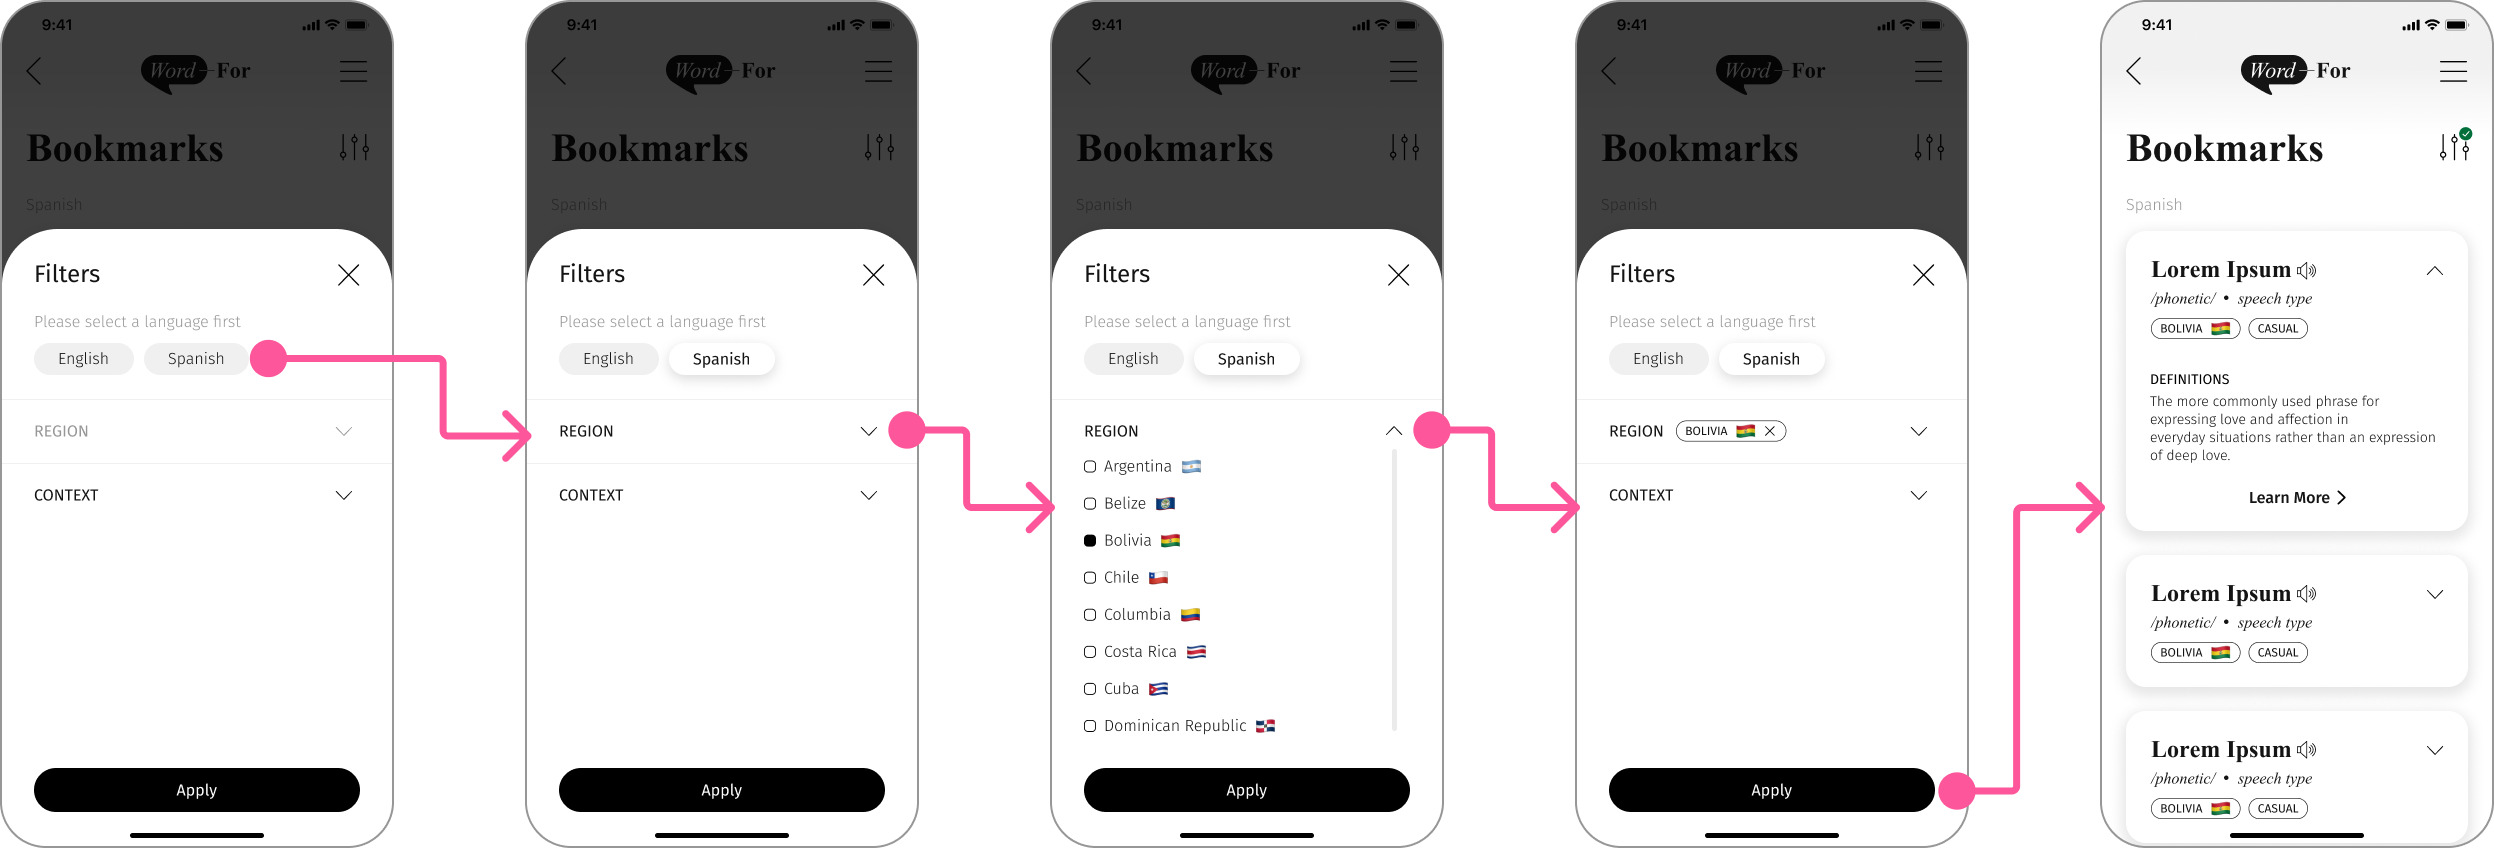 9:41
Word For
Bookmarks
Spanish
Filters
Please select a language first
English Spanish
REGION
CONTEXT
Apply
9:41
Word For
Bookmarks
Spanish
Filters
Please select a language first
English Spanish
REGION
CONTEXT
Apply
9:41
Word For
Bookmarks
Spanish
Filters
Please select a language first
English Spanish
REGION
Argentina
Belize
Bolivia
Chile
Columbia
Costa Rica
Cuba
Dominican Republic
Apply
9:41
Word For
Bookmarks
Spanish
Filters
Please select a language first
English Spanish
REGION BOLIVIA
CONTEXT
Apply
9:41
Word For
Bookmarks
Spanish
Lorem Ipsum
/phonetic/ • speech type
BOLIVIA CASUAL
DEFINITIONS
The more commonly used phrase for
expressing love and affection in
everyday situations rather than an expression
of deep love.
Learn More
Lorem Ipsum
/phonetic/ • speech type
BOLIVIA CASUAL
Lorem Ipsum
/phonetic/ • speech type
BOLIVIA CASUAL